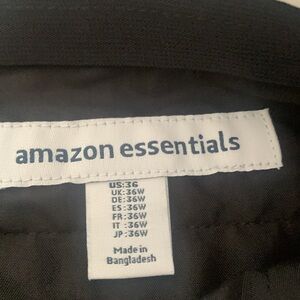 amazon essentials
US:36
UK:36W
DE:36W
ES:36W
FR:36W
IT :36W
JP:36W
Made in
Bangladesh